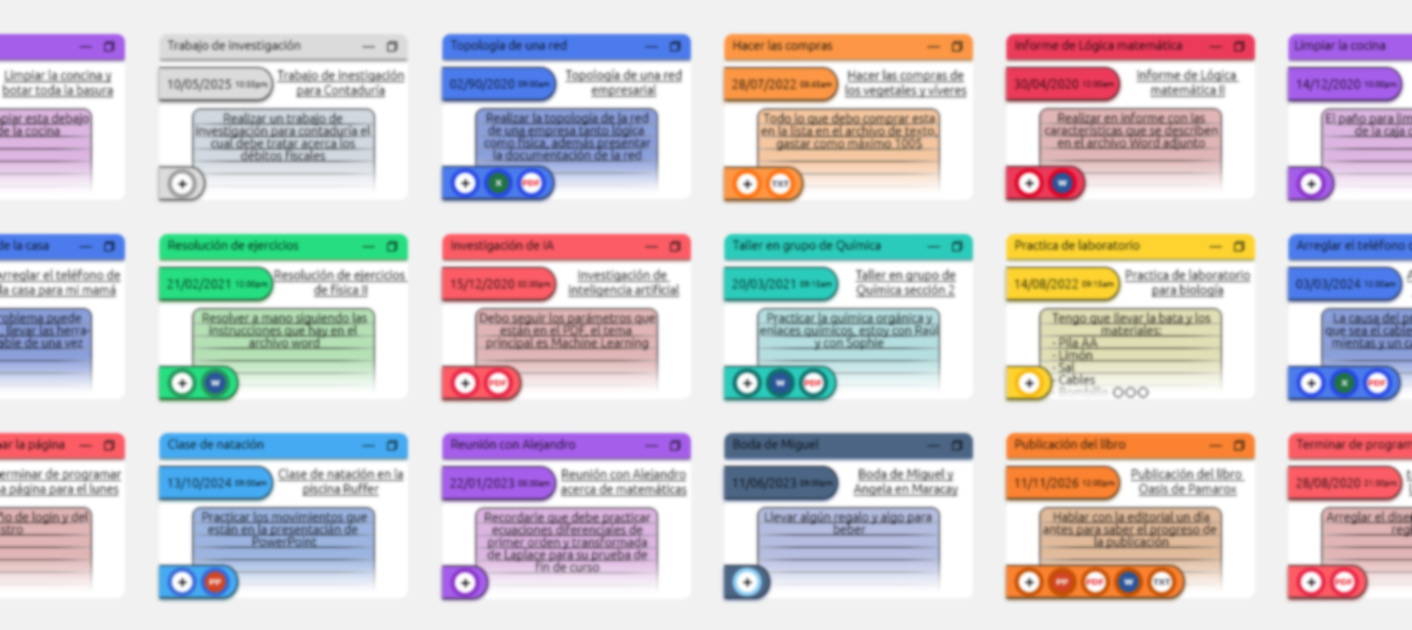 Trabajo de investigación
Topología de una red
Hacer las compras
Informe de Lógica matemática
Limpiar la cocina
Limpiar la concina y
botar toda la basura
10/05/2025 10:50pm
Trabajo de inestigación
para Contaduría
02/90/2020 09:00am
Topología de una red
empresarial
28/07/2022 08:45am
Hacer las compras de
los vegetales y víveres
30/04/2020 12:00am
Informe de Lógica
matemática II
14/12/2020 10:00pm
piar esta debajo
de la cocina
Realizar un trabajo de
investigación para contaduría el
cual debe tratar acerca los
débitos fiscales
Realizar la topología de la red
de una empresa tanto lógica
como física, además presentar
la documentación de la red
Todo lo que debo comprar esta
en la lista en el archivo de texto,
gastar como máximo 100$
Realizar en informe con las
características que se describen
en el archivo Word adjunto
El paño para lim
de la caja
+
+ X PDF
+ TXT
+ W
+
de la casa
Resolución de ejercicios
Investigación de IA
Taller en grupo de Química
Practica de laboratorio
Arreglar el teléfono
Arreglar el teléfono de
la casa para mi mamá
21/02/2021 12:00pm
Resolución de ejercicios
de física II
15/12/2020 02:30pm
Investigación de
inteligencia artificial
20/03/2021 09:15am
Taller en grupo de
Química sección 2
14/08/2022 09:15am
Practica de laboratorio
para biología
03/03/2024 12:00am
roblema puede
llevar las herra-
able de una vez
Resolver a mano siguiendo las
instrucciones que hay en el
archivo word
Debo seguir los parámetros que
están en el PDF, el tema
principal es Machine Learning
Practicar la química orgánica y
enlaces químicos, estoy con Raúl
y con Sophie
Tengo que llevar la bata y los
materiales:
- Pila AA
- Limón
- Sal
- Cables
La causa del pr
que sea el cable
mientas y un ca
+ W
+ PDF
+ W PDF
+
+ X PDF
nar la página
Clase de natación
Reunión con Alejandro
Boda de Miguel
Publicación del libro
Terminar de program
Terminar de programar
la página para el lunes
13/10/2024 09:00am
Clase de natación en la
piscina Ruffer
22/01/2023 08:30am
Reunión con Alejandro
acerca de matemáticas
11/06/2023 09:00pm
Boda de Miguel y
Angela en Maracay
11/11/2026 12:00pm
Publicación del libro
Oasis de Pamarox
28/08/2020 21:00pm
ño de login y del
istro
Practicar los movimientos que
están en la presentación de
PowerPoint
Recordarle que debe practicar
ecuaciones diferenciales de
primer orden y transformada
de Laplace para su prueba de
fin de curso
Llevar algún regalo y algo para
beber
Hablar con la editorial un día
antes para saber el progreso de
la publicación
Arreglar el dise
regi
+ PP
+
+
+ PP PDF W TXT
+ PDF